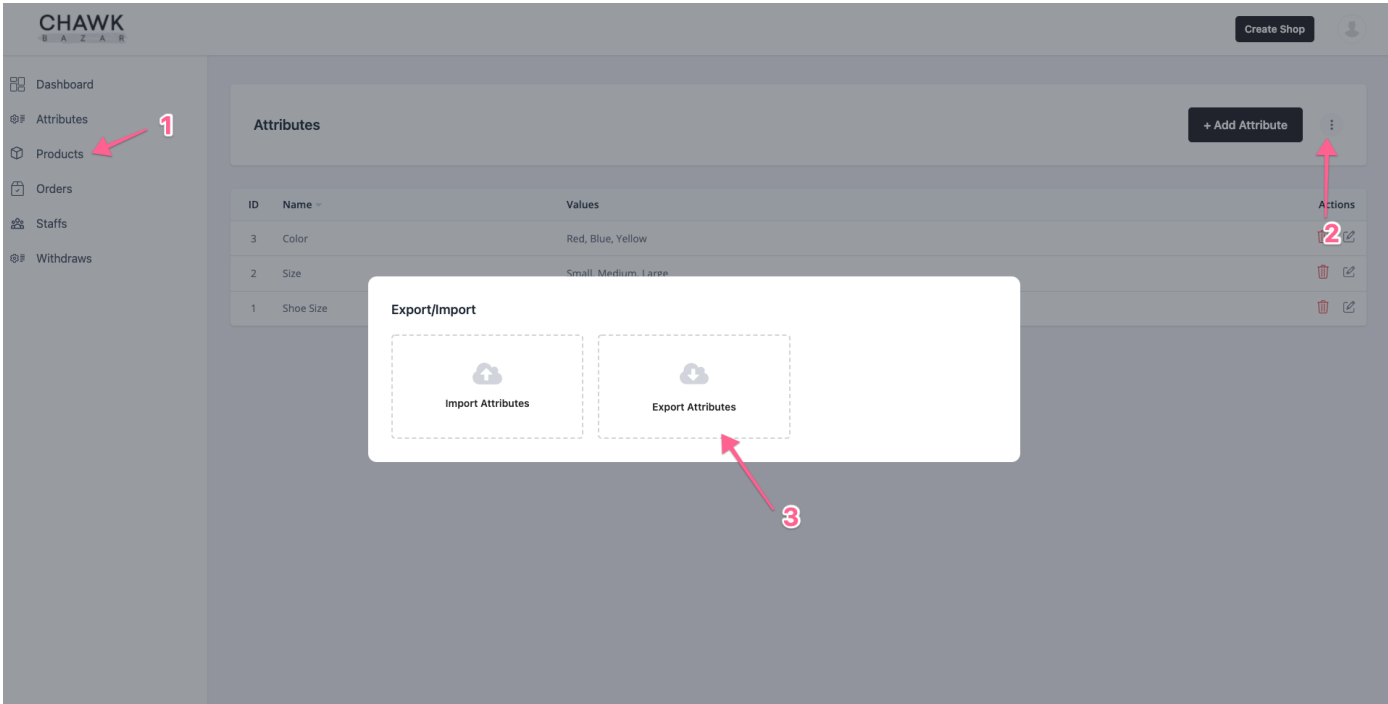 CHAWK
BAZAR
Create Shop
Dashboard
Attributes
1
Products
Orders
Staffs
Withdraws
Attributes
+ Add Attribute
2
ID Name Values Actions
3 Color Red, Blue, Yellow
2 Size Small, Medium, Large
1 Shoe Size
Export/Import
Import Attributes
Export Attributes
3